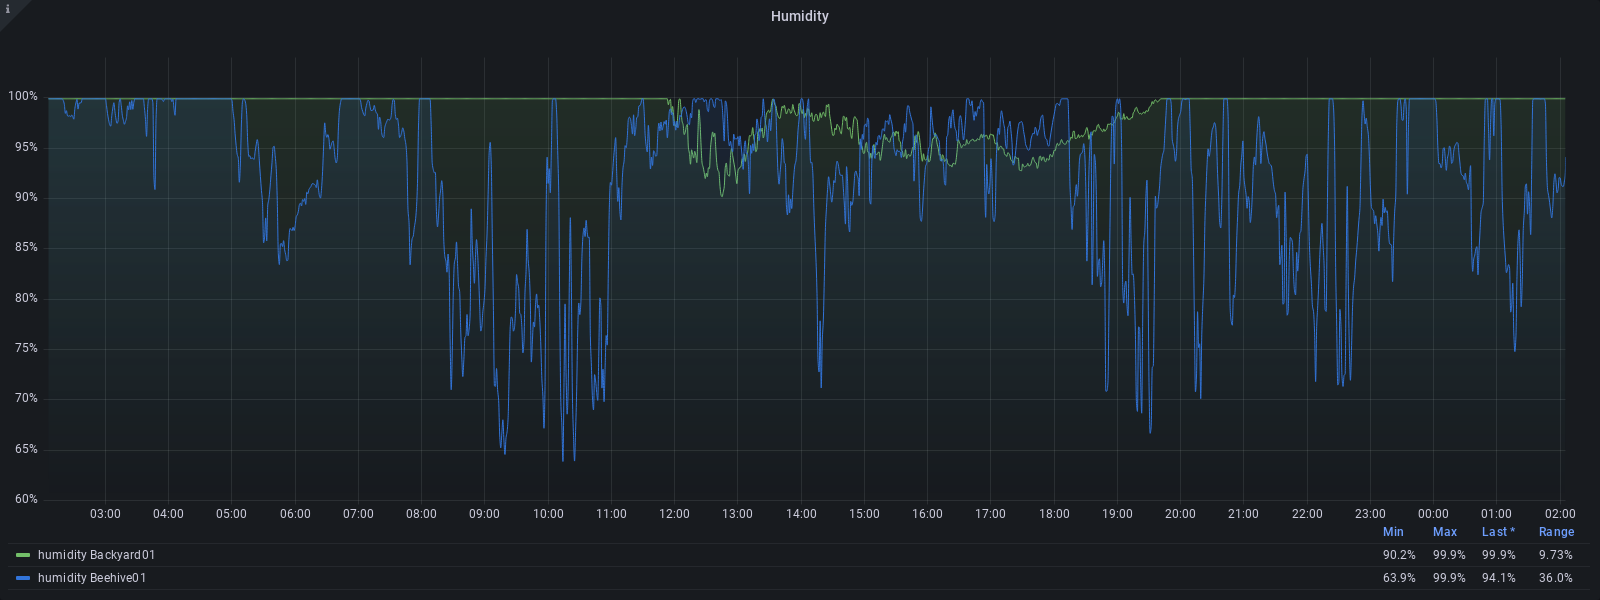 i
Humidity
100%
95%
90%
85%
80%
75%
70%
65%
60%
03:00 04:00 05:00 06:00 07:00 08:00 09:00 10:00 11:00 12:00 13:00 14:00 15:00 16:00 17:00 18:00 19:00 20:00 21:00 22:00 23:00 00:00 01:00 02:00
Min Max Last * Range
humidity Backyard01 90.2% 99.9% 99.9% 9.73%
humidity Beehive01 63.9% 99.9% 94.1% 36.0%